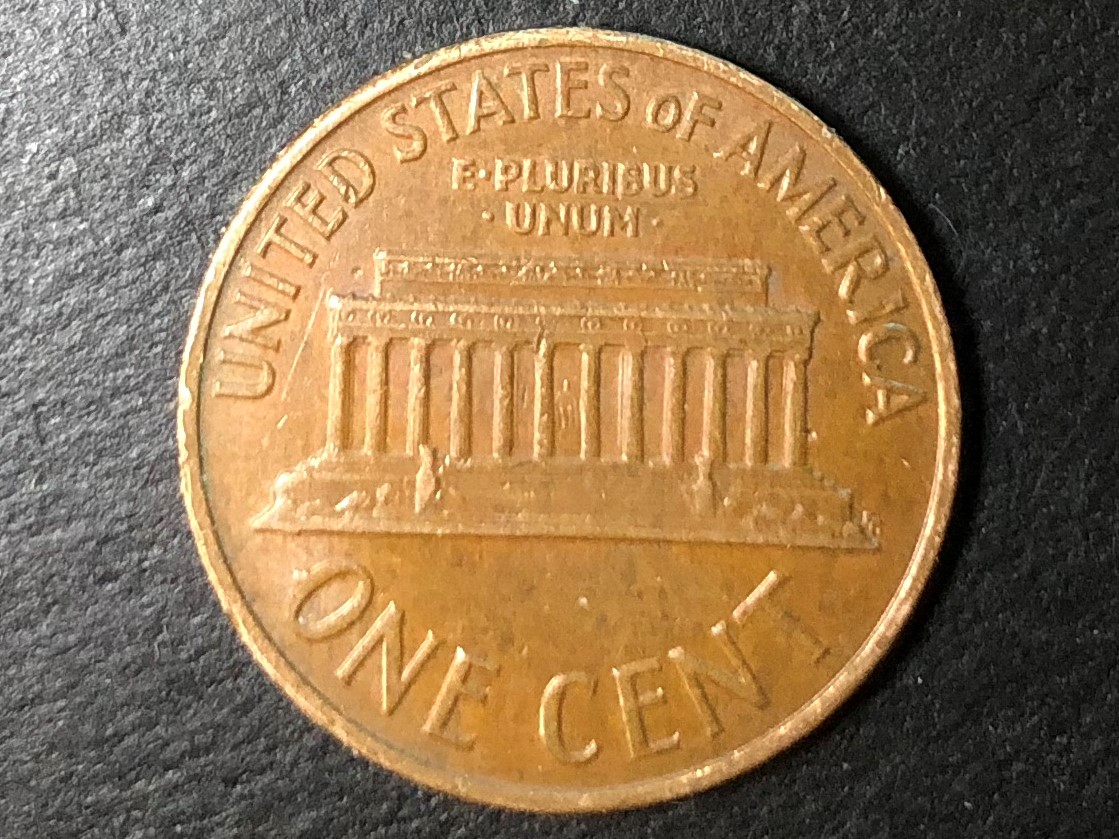 UNITED STATES OF AMERICA
E·PLURIBUS
·UNUM·
ONE CENT